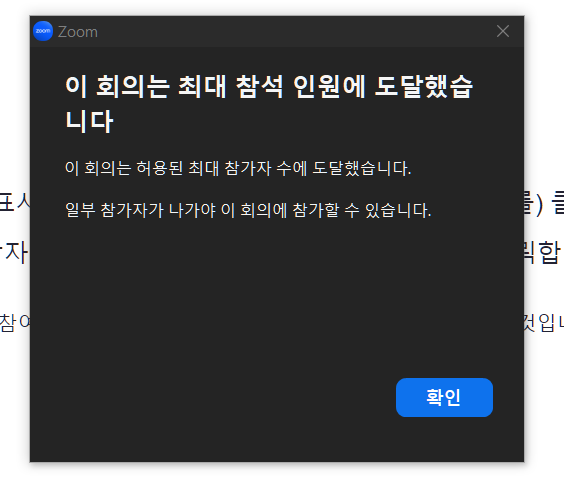 zoom Zoom
이 회의는 최대 참석 인원에 도달했습
니다
이 회의는 허용된 최대 참가자 수에 도달했습니다.
표시
를) 클
일부 참가자가 나가야 이 회의에 참가할 수 있습니다.
자
릭합
참여
것입니
확인